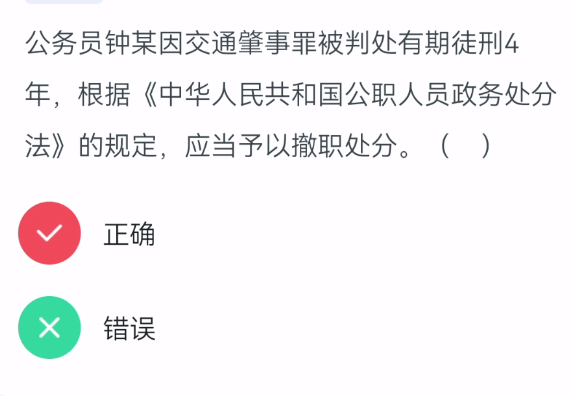 公务员钟某因交通肇事罪被判处有期徒刑4
年，根据《中华人民共和国公职人员政务处分
法》的规定，应当予以撤职处分。（　）
正确
错误